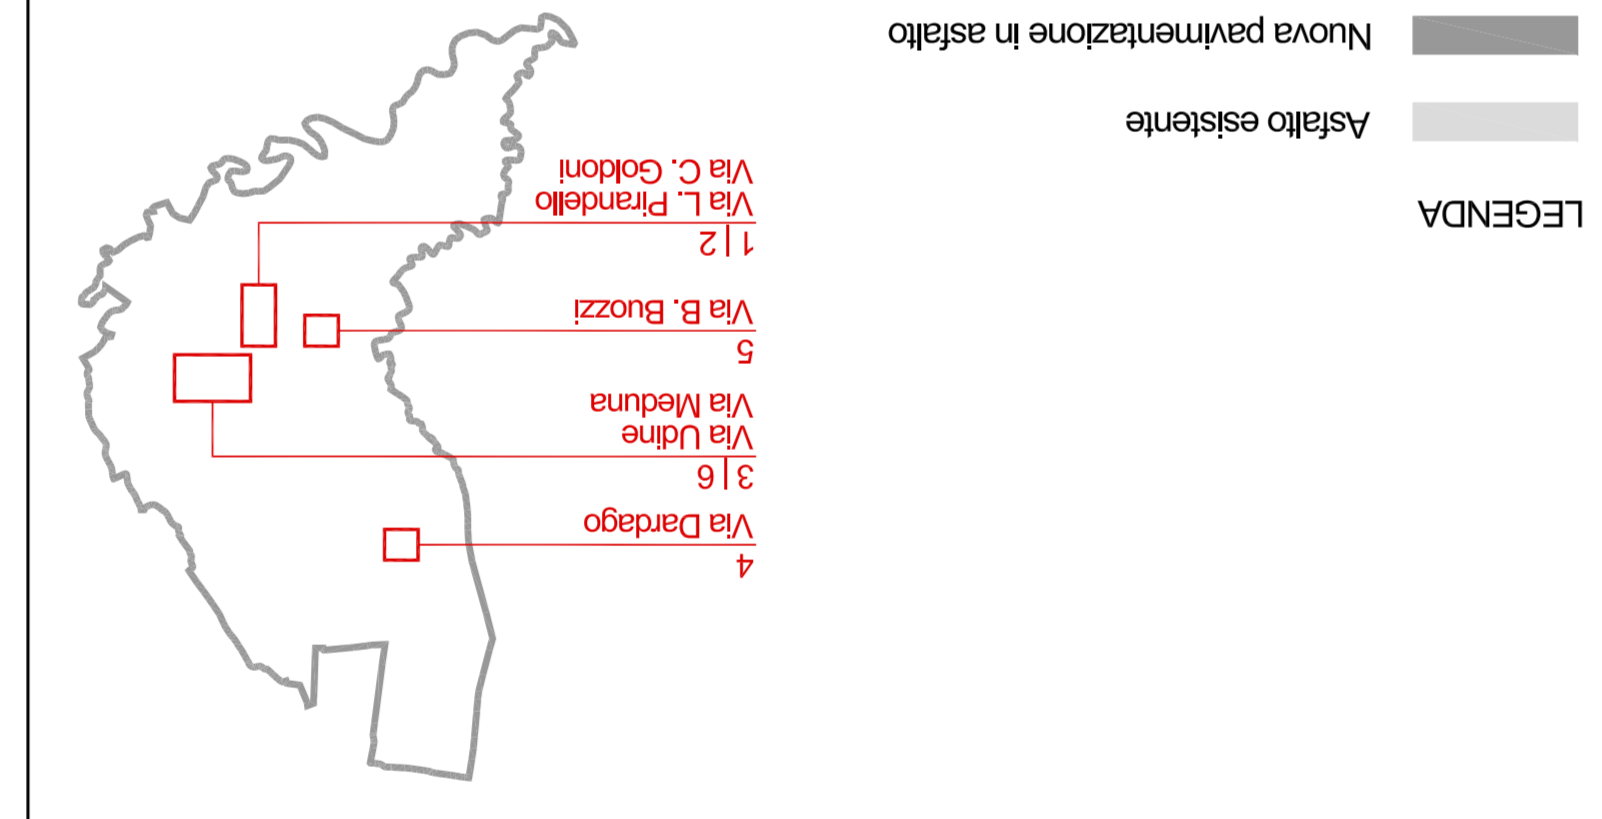 LEGENDA
Asfalto esistente
Nuova pavimentazione in asfalto
4
Via Dardago
3 | 6
Via Udine
Via Meduna
5
Via B. Buozzi
1 | 2
Via L. Pirandello
Via C. Goldoni